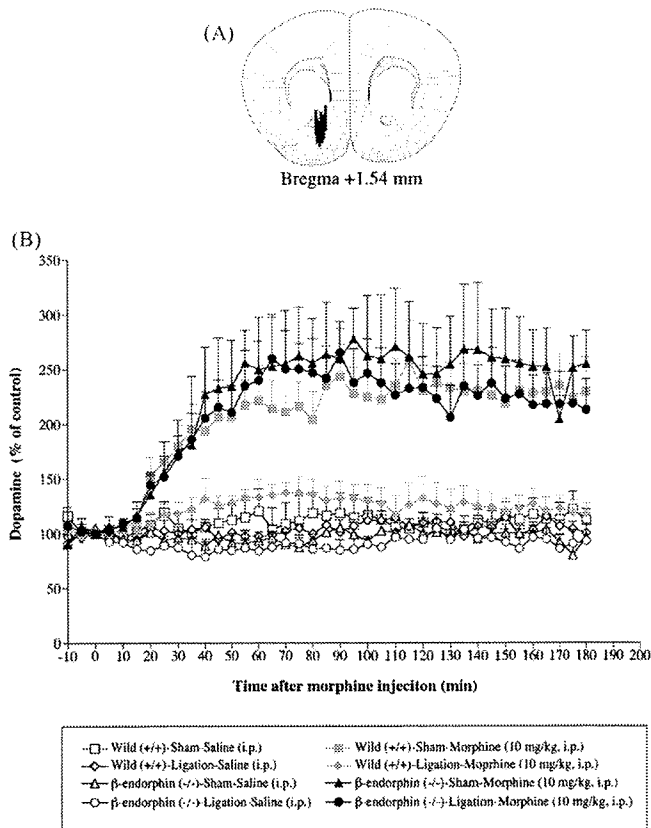 (A)
Bregma +1.54 mm
(B)
Dopamine (% of control)
350
300
250
200
150
100
50
0
-10 0 10 20 30 40 50 60 70 80 90 100 110 120 130 140 150 160 170 180 190 200
Time after morphine injeciton (min)
Wild (+/+)-Sham-Saline (i.p.)
Wild (+/+)-Ligation-Saline (i.p.)
β-endorphin (-/-)-Sham-Saline (i.p.)
β-endorphin (-/-)-Ligation-Saline (i.p.)
Wild (+/+)-Sham-Morphine (10 mg/kg, i.p.)
Wild (+/+)-Ligation-Moprhine (10 mg/kg, i.p.)
β-endorphin (-/-)-Sham-Morphine (10 mg/kg, i.p.)
β-endorphin (-/-)-Ligation-Morphine (10 mg/kg, i.p.)